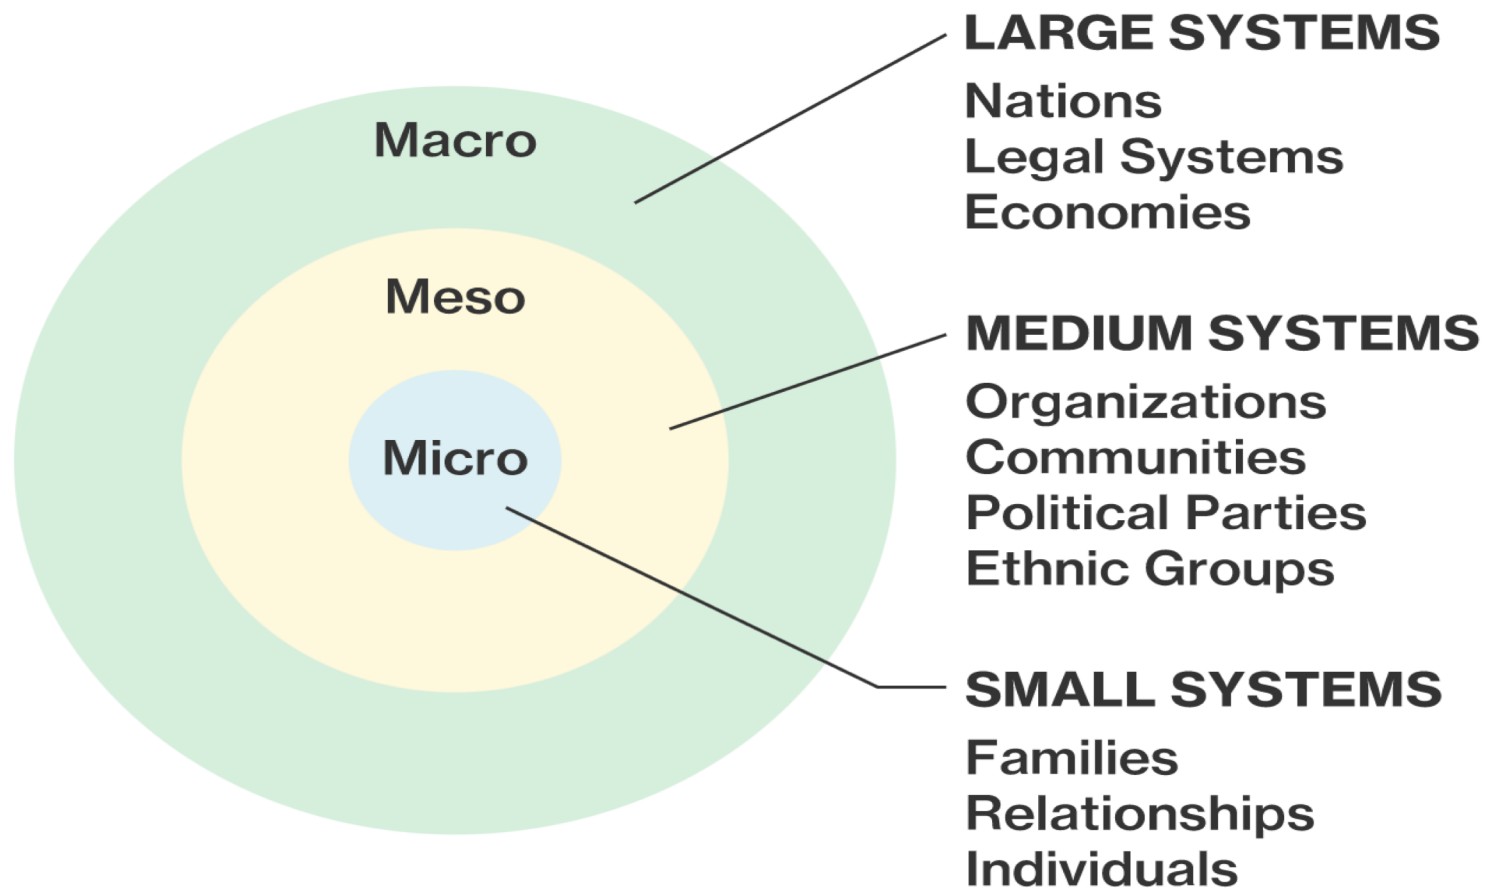 Macro
Meso
Micro
LARGE SYSTEMS
Nations
Legal Systems
Economies
MEDIUM SYSTEMS
Organizations
Communities
Political Parties
Ethnic Groups
SMALL SYSTEMS
Families
Relationships
Individuals